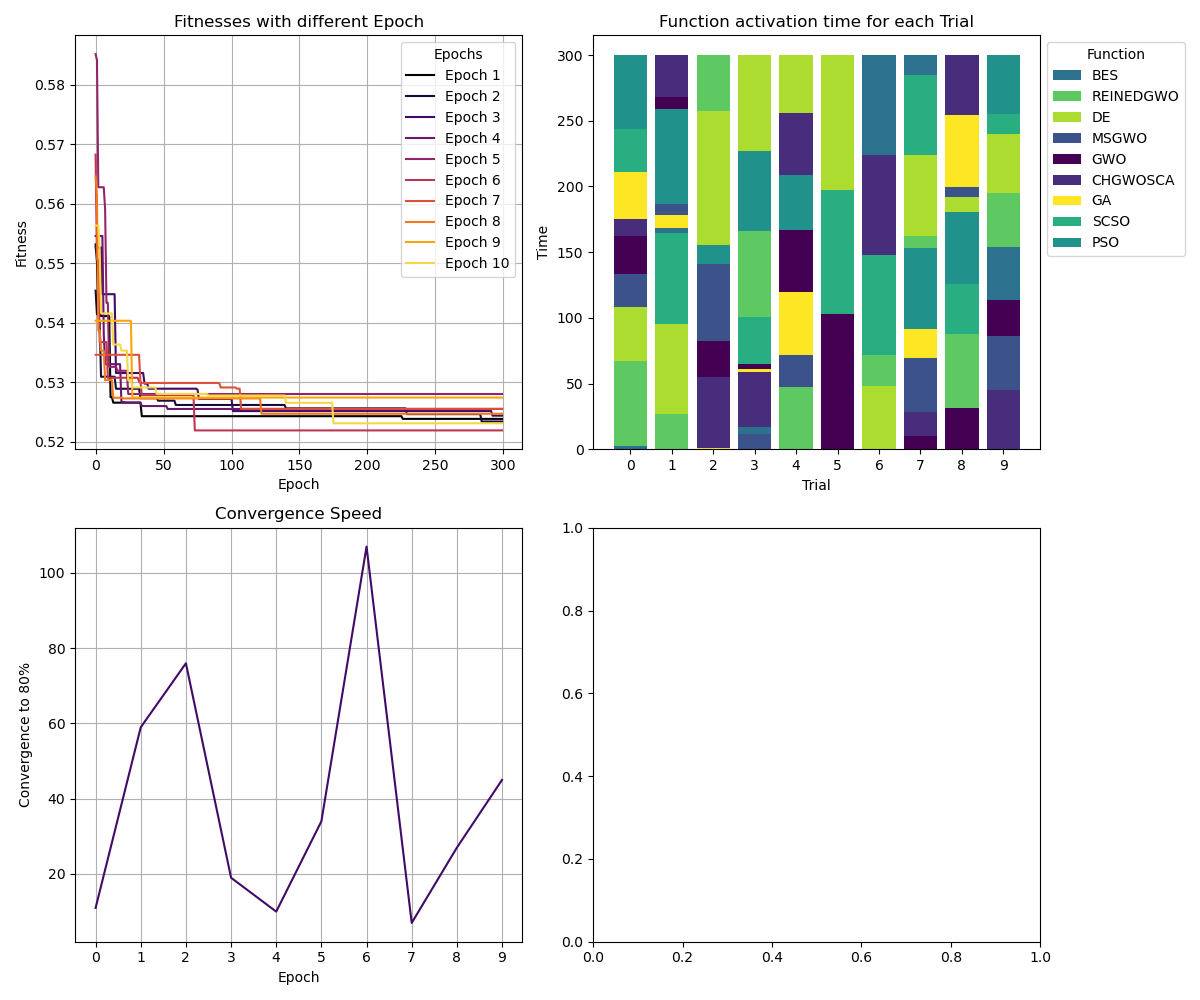 Fitnesses with different Epoch
Fitness
0.58
0.57
0.56
0.55
0.54
0.53
0.52
0 50 100 150 200 250 300
Epoch
Epochs
Epoch 1
Epoch 2
Epoch 3
Epoch 4
Epoch 5
Epoch 6
Epoch 7
Epoch 8
Epoch 9
Epoch 10
Function activation time for each Trial
Time
300
250
200
150
100
50
0
0 1 2 3 4 5 6 7 8 9
Trial
Function
BES
REINEDGWO
DE
MSGWO
GWO
CHGWOSCA
GA
SCSO
PSO
Convergence Speed
Convergence to 80%
100
80
60
40
20
0 1 2 3 4 5 6 7 8 9
Epoch
1.0
0.8
0.6
0.4
0.2
0.0
0.0 0.2 0.4 0.6 0.8 1.0